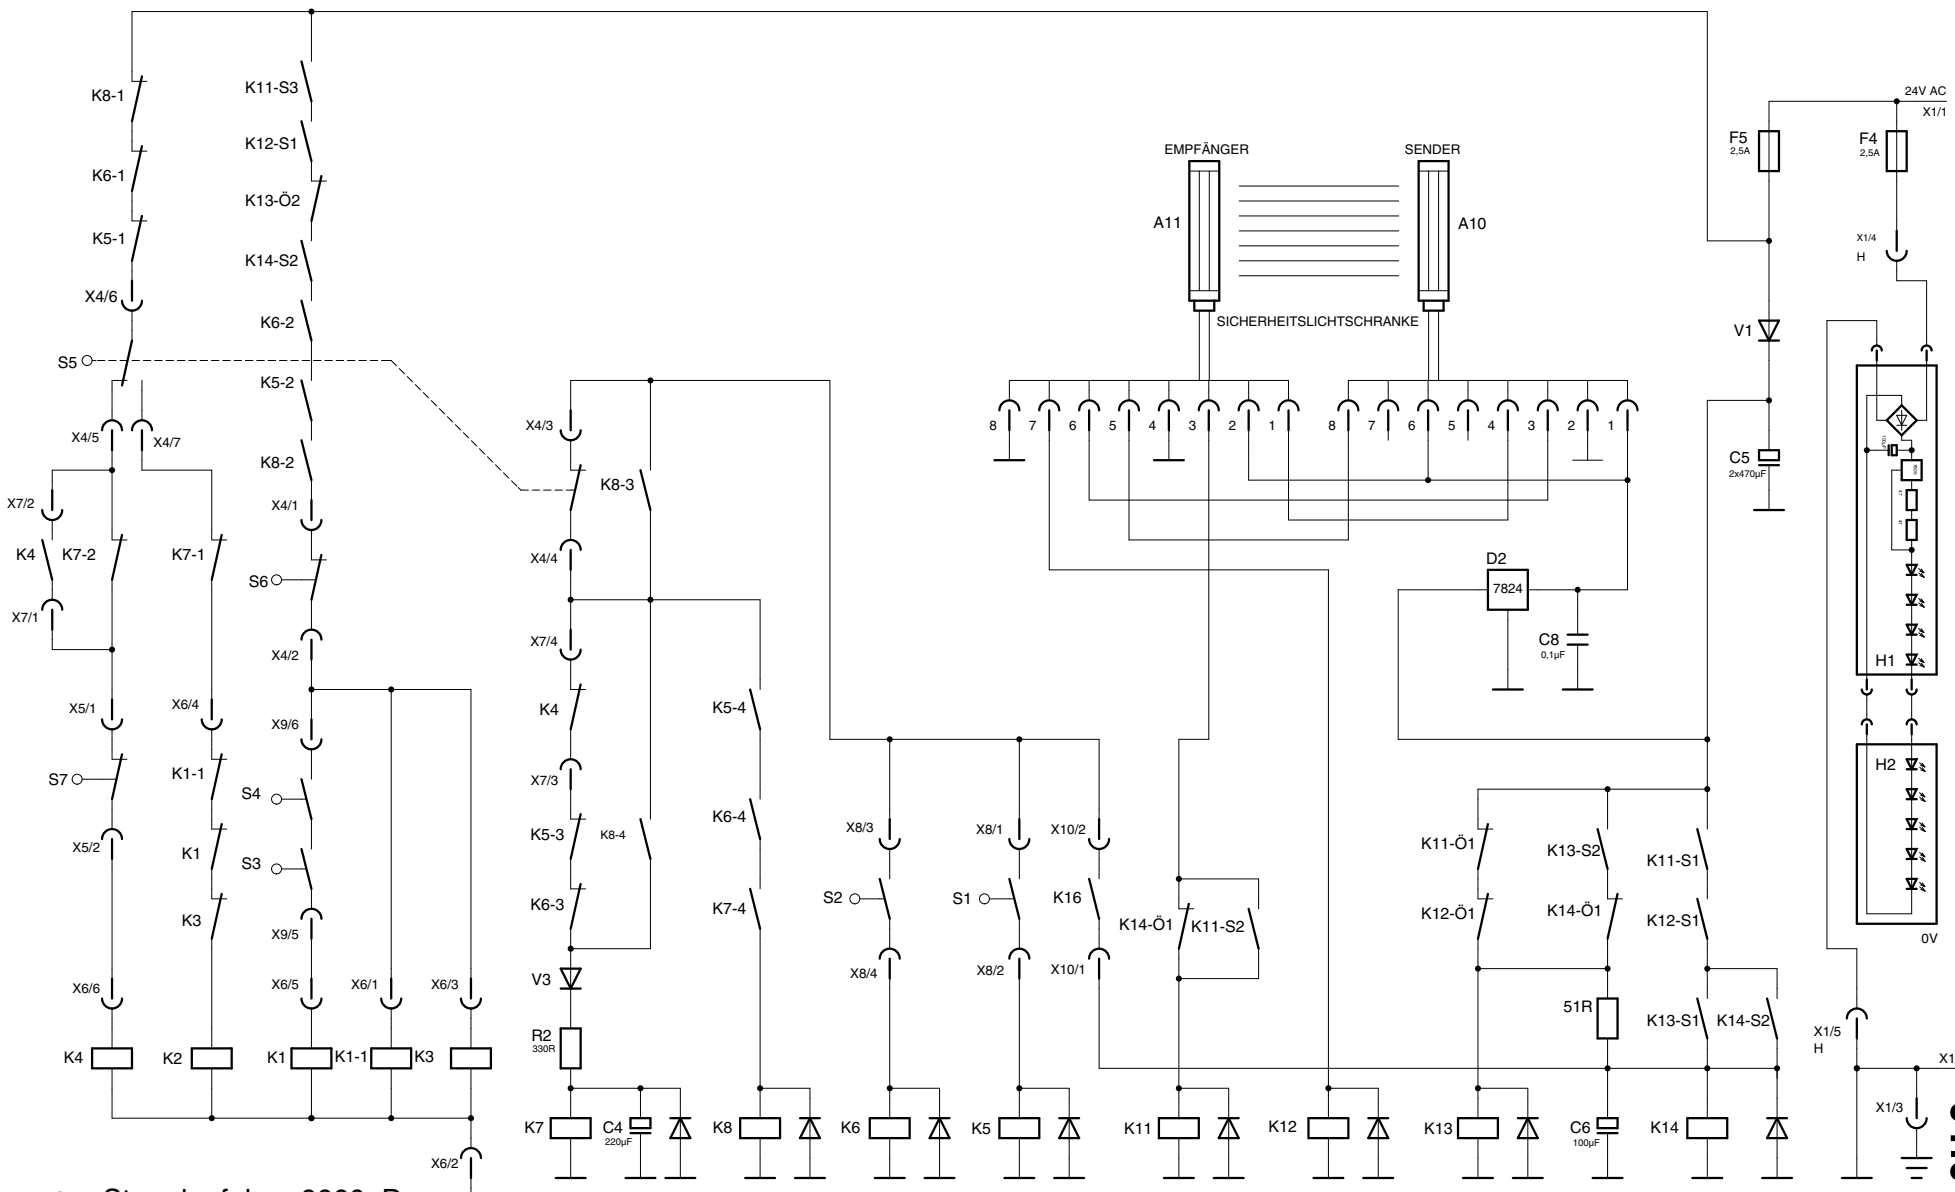 K8-1
K11-S3
K12-S1
K6-1
K13-Ö2
K5-1
K14-S2
X4/6
K6-2
S5
K5-2
X4/5
X4/7
K8-2
X7/2
X4/1
K4
K7-2
K7-1
S6
X7/1
X4/2
X5/1
X6/4
X9/6
S7
K1-1
S4
X5/2
K1
S3
K3
X9/5
X6/6
X6/5
X6/1
X6/3
K4
K2
K1
K1-1
K3
X6/2
X4/3
K8-3
X4/4
X7/4
K4
K5-4
X7/3
K6-4
K5-3
K8-4
K6-3
K7-4
V3
R2
330R
K7
C4
220µF
K8
X8/3
X8/1
X10/2
S2
S1
K16
X8/4
X8/2
X10/1
K6
K5
EMPFÄNGER
SENDER
A11
A10
SICHERHEITSLICHTSCHRANKE
8 7 6 5 4 3 2 1
8 7 6 5 4 3 2 1
D2
7824
C8
0,1µF
K14-Ö1
K11-S2
K11
K12
K11-Ö1
K13-S2
K11-S1
K12-Ö1
K14-Ö1
K12-S1
51R
K13-S1
K14-S2
K13
C6
100µF
K14
24V AC
X1/1
F5
2,5A
F4
2,5A
X1/4
H
V1
C5
2x470µF
H1
H2
0V
X1/5
H
X1/3